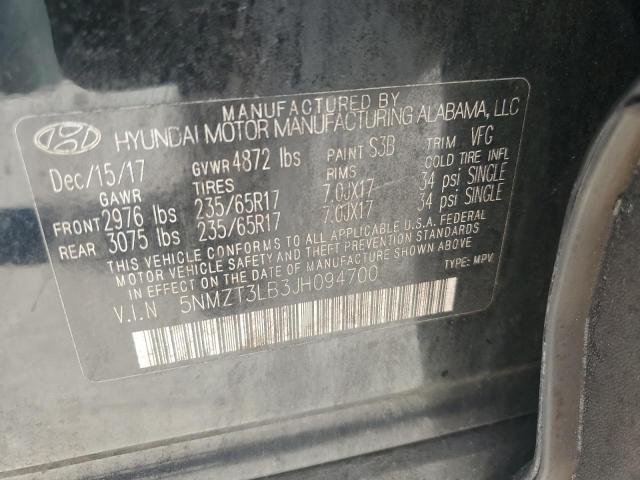 MANUFACTURED BY
HYUNDAI MOTOR MANUFACTURING ALABAMA, LLC
Dec/15/17 GVWR 4872 lbs PAINT S3B TRIM VFG
GAWR TIRES RIMS COLD TIRE INFL
FRONT 2976 lbs 235/65R17 7.0JX17 34 psi SINGLE
REAR 3075 lbs 235/65R17 7.0JX17 34 psi SINGLE
THIS VEHICLE CONFORMS TO ALL APPLICABLE U.S.A. FEDERAL
MOTOR VEHICLE SAFETY AND THEFT PREVENTION STANDARDS
IN EFFECT ON THE DATE OF MANUFACTURE SHOWN ABOVE
V.I.N 5NMZT3LB3JH094700 TYPE: MPV